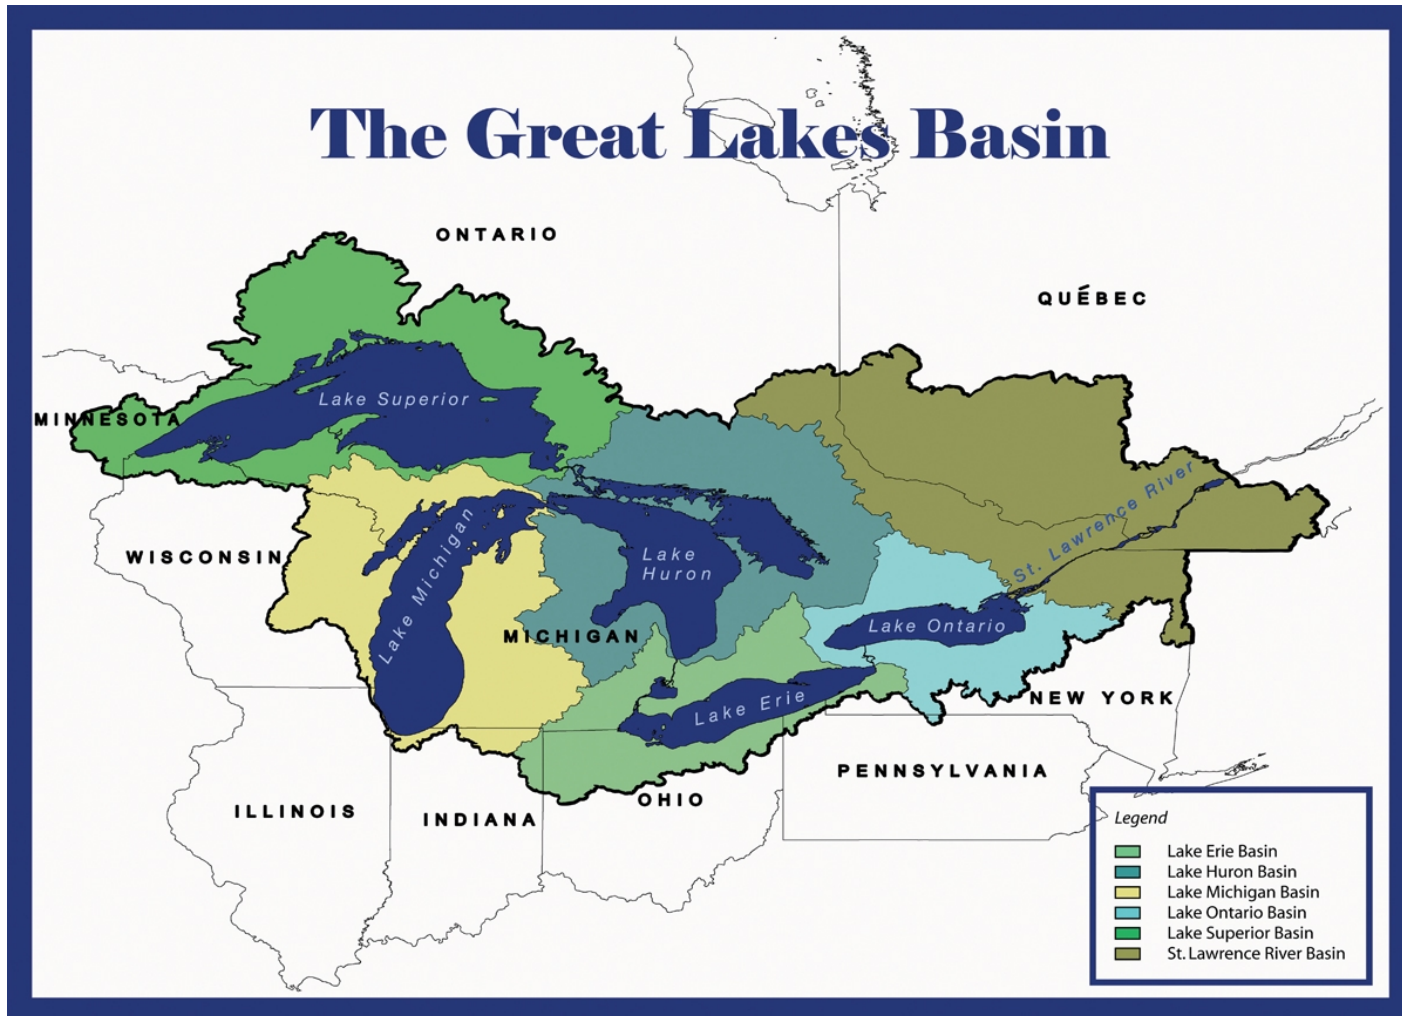 The Great Lakes Basin
ONTARIO
QUÉBEC
Lake Superior
MINNESOTA
St. Lawrence River
Lake Michigan
WISCONSIN
Lake
Huron
Lake Ontario
MICHIGAN
NEW YORK
Lake Erie
PENNSYLVANIA
OHIO
ILLINOIS
INDIANA
Legend
Lake Erie Basin
Lake Huron Basin
Lake Michigan Basin
Lake Ontario Basin
Lake Superior Basin
St. Lawrence River Basin